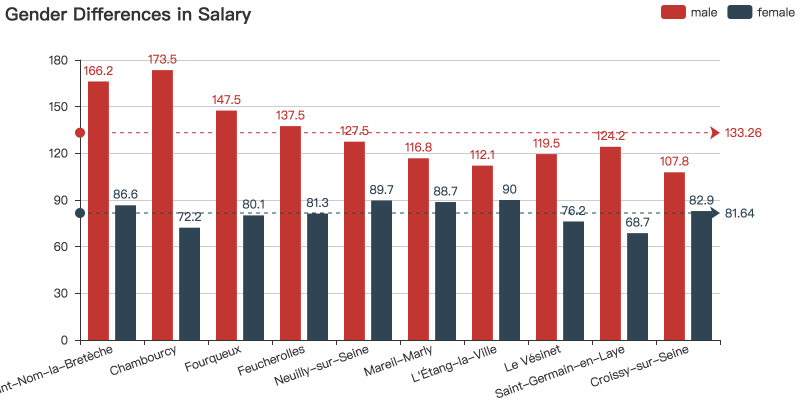 Gender Differences in Salary
male
female
180
150
120
90
60
30
0
166.2
173.5
147.5
137.5
127.5
116.8
112.1
119.5
124.2
107.8
86.6
72.2
80.1
81.3
89.7
88.7
90
76.2
68.7
82.9
133.26
81.64
nt-Nom-la-Bretèche
Chambourcy
Fourqueux
Feucherolles
Neuilly-sur-Seine
Mareil-Marly
L'Étang-la-Ville
Le Vésinet
Saint-Germain-en-Laye
Croissy-sur-Seine